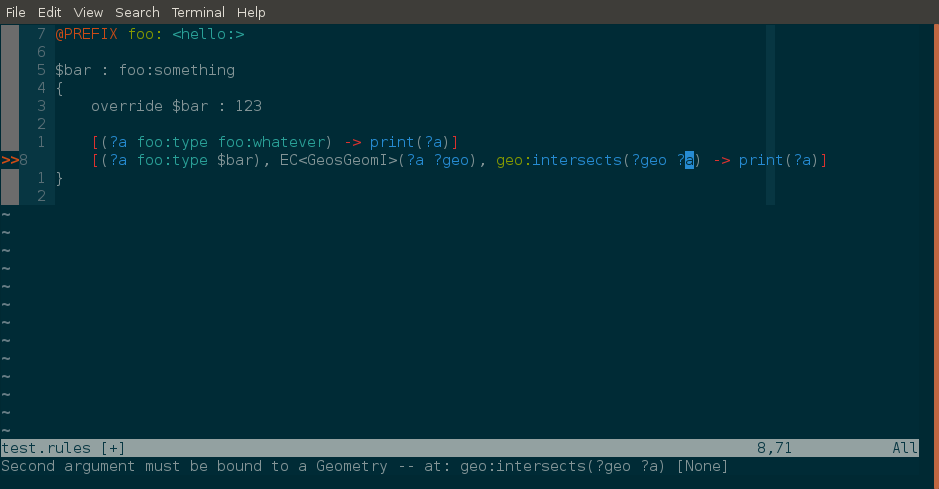 File Edit View Search Terminal Help
7 @PREFIX foo: <hello:>
6
5 $bar : foo:something
4 {
3     override $bar : 123
2
1     [(?a foo:type foo:whatever) -> print(?a)]
>>8     [(?a foo:type $bar), EC<GeosGeomI>(?a ?geo), geo:intersects(?geo ?a) -> print(?a)]
1 }
2
~
~
~
~
~
~
~
~
~
~
~
~
~
test.rules [+] 8,71 All
Second argument must be bound to a Geometry -- at: geo:intersects(?geo ?a) [None]